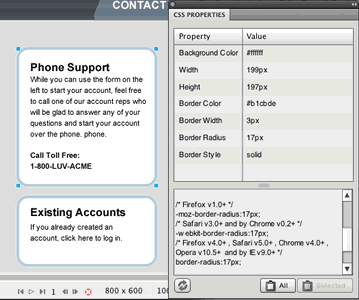 CONTACT
Phone Support
While you can use the form on the
left to start your account, feel free
to call one of our account reps who
will be glad to answer any of your
questions and start your account
over the phone. phone.
Call Toll Free:
1-800-LUV-ACME
Existing Accounts
If you already created an
account, click here to log in.
1
800 x 600
100
CSS PROPERTIES
Property Value
Background Color #ffffff
Width 199px
Height 197px
Border Color #b1cbde
Border Width 3px
Border Radius 17px
Border Style solid
/* Firefox v1.0+ */
-moz-border-radius:17px;
/* Safari v3.0+ and by Chrome v0.2+ */
-webkit-border-radius:17px;
/* Firefox v4.0+ , Safari v5.0+ , Chrome v4.0+ ,
Opera v10.5+ and by IE v9.0+ */
border-radius:17px;
All Selected